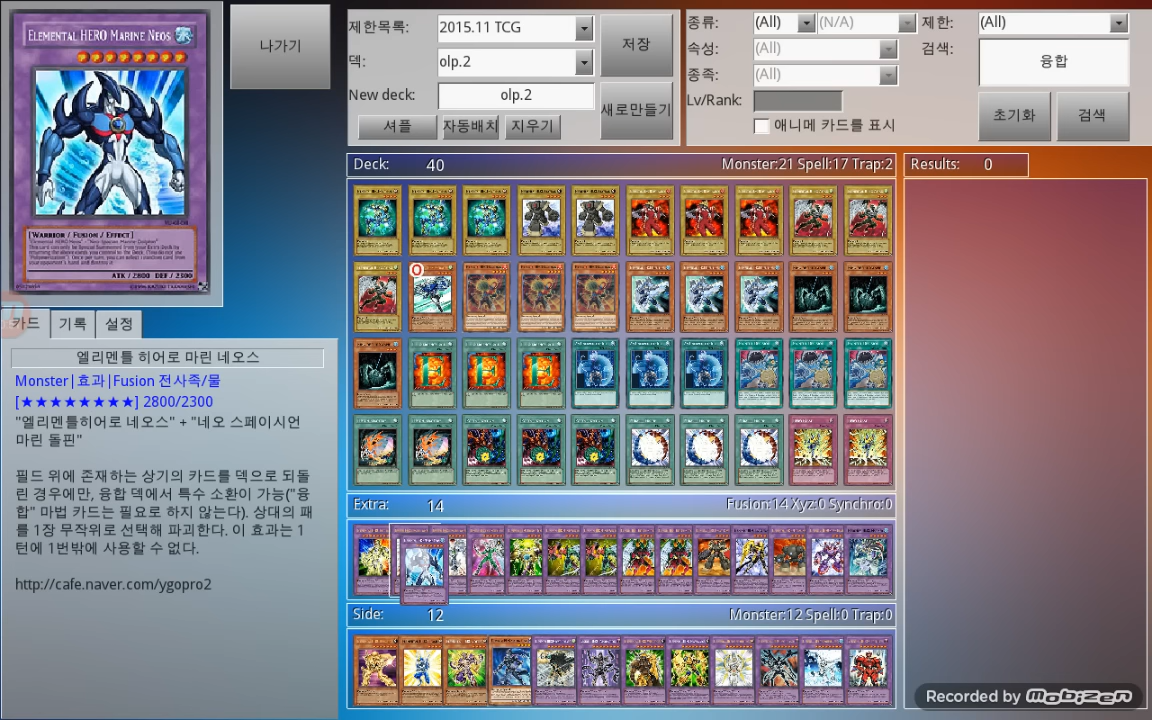 ELEMENTAL HERO MARINE NEOS
[WARRIOR / FUSION / EFFECT]
ATK / 2800 DEF / 2300
나가기
제한목록:
2015.11 TCG
덱:
olp.2
New deck:
olp.2
저장
새로만들기
셔플
자동배치
지우기
종류:
(All)
(N/A)
제한:
(All)
속성:
(All)
검색:
융합
종족:
(All)
Lv/Rank:
애니메 카드를 표시
초기화
검색
Deck: 40
Monster:21 Spell:17 Trap:2
Results: 0
카드
기록
설정
엘리멘틀 히어로 마린 네오스
Monster|효과|Fusion 전사족/물
[★★★★★★★★] 2800/2300
"엘리멘틀히어로 네오스" + "네오 스페이시언
마린 돌핀"
필드 위에 존재하는 상기의 카드를 덱으로 되돌
린 경우에만, 융합 덱에서 특수 소환이 가능("융
합" 마법 카드는 필요로 하지 않는다). 상대의 패
를 1장 무작위로 선택해 파괴한다. 이 효과는 1
턴에 1번밖에 사용할 수 없다.
http://cafe.naver.com/ygopro2
Extra: 14
Fusion:14 Xyz:0 Synchro:0
Side: 12
Monster:12 Spell:0 Trap:0
Recorded by mobizen